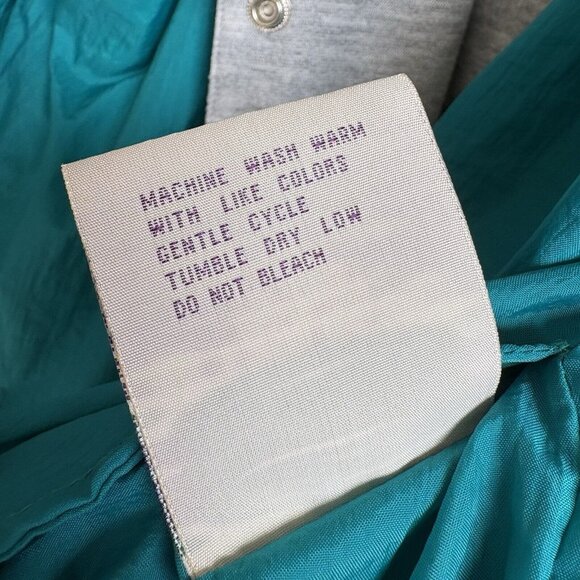 MACHINE WASH WARM
WITH LIKE COLORS
GENTLE CYCLE
TUMBLE DRY LOW
DO NOT BLEACH